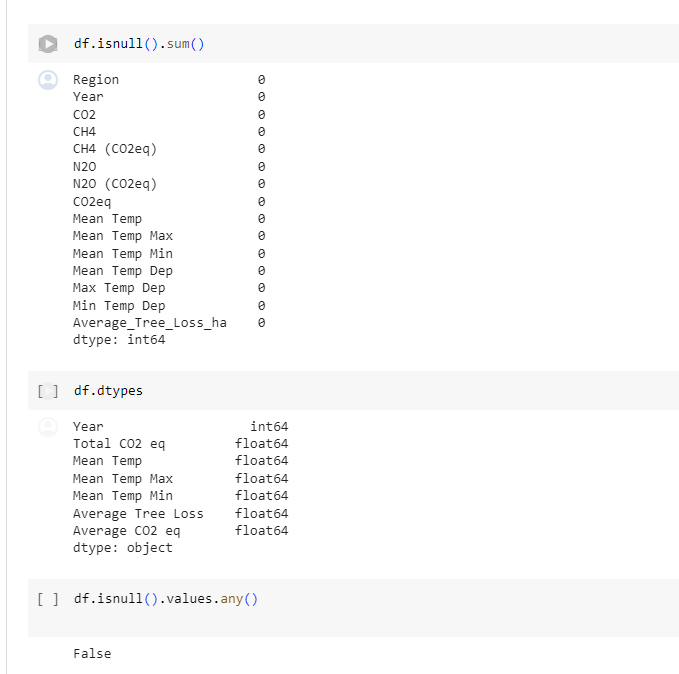 df.isnull().sum()
Region 0
Year 0
CO2 0
CH4 0
CH4 (CO2eq) 0
N2O 0
N2O (CO2eq) 0
CO2eq 0
Mean Temp 0
Mean Temp Max 0
Mean Temp Min 0
Mean Temp Dep 0
Max Temp Dep 0
Min Temp Dep 0
Average_Tree_Loss_ha 0
dtype: int64
[ ] df.dtypes
Year int64
Total CO2 eq float64
Mean Temp float64
Mean Temp Max float64
Mean Temp Min float64
Average Tree Loss float64
Average CO2 eq float64
dtype: object
[ ] df.isnull().values.any()
False